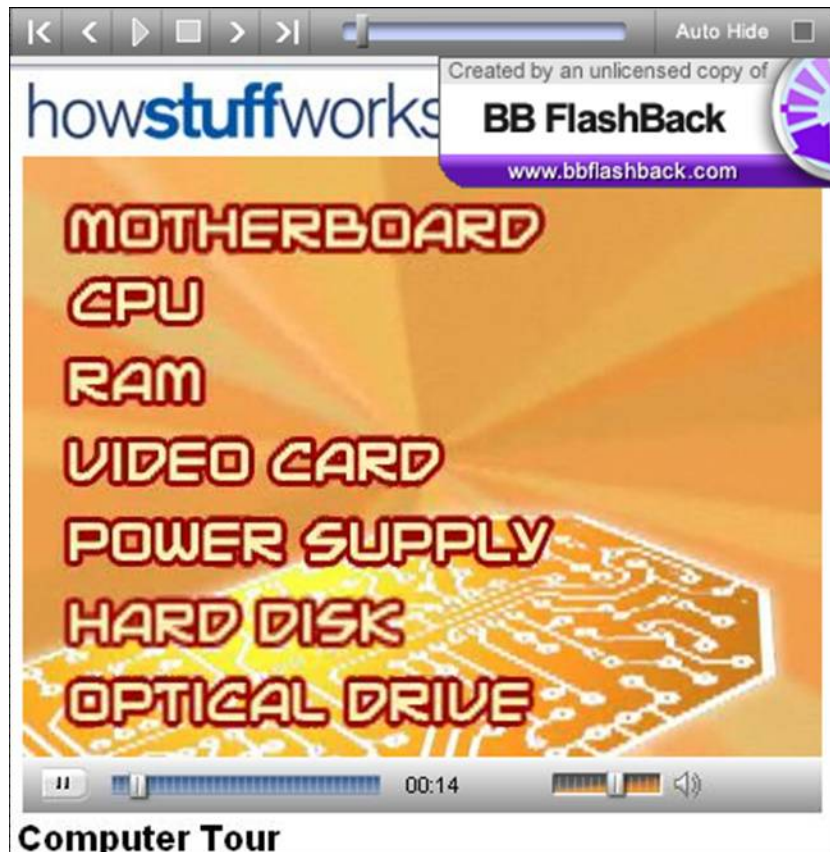 Auto Hide
Created by an unlicensed copy of
BB FlashBack
www.bbflashback.com
howstuffworks
MOTHERBOARD
CPU
RAM
VIDEO CARD
POWER SUPPLY
HARD DISK
OPTICAL DRIVE
00:14
Computer Tour